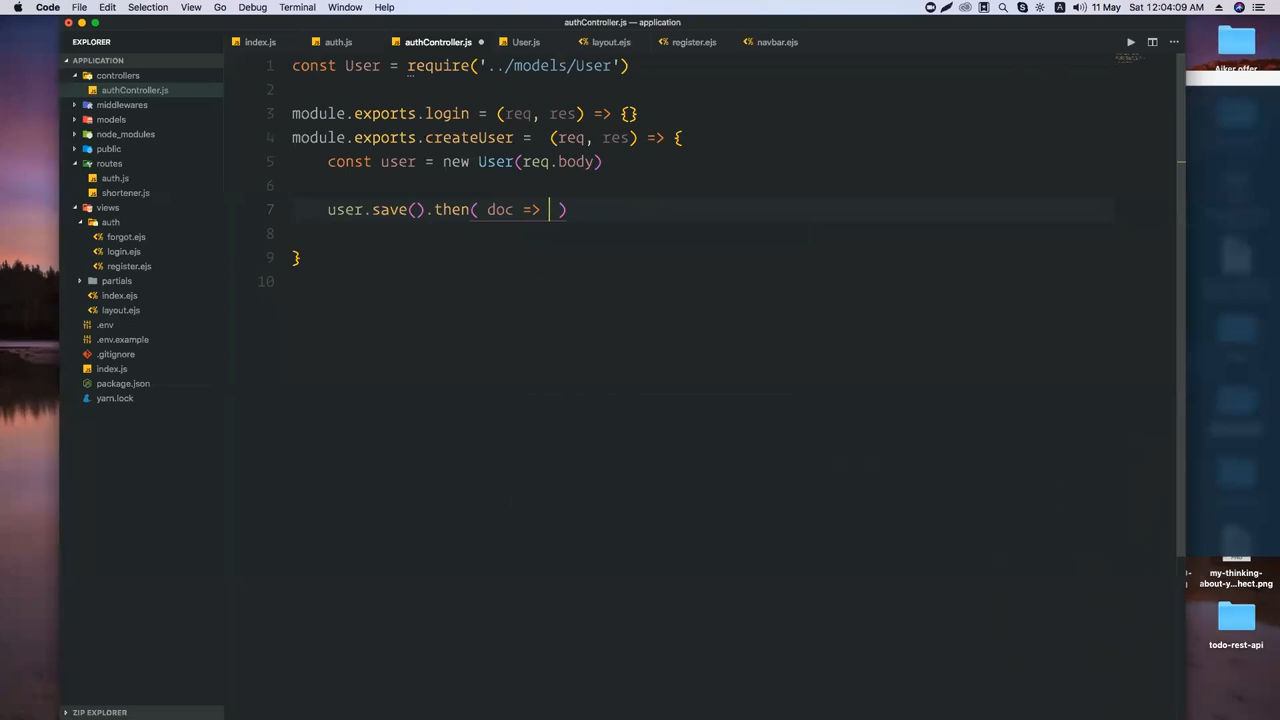 Code File Edit Selection View Go Debug Terminal Window Help
11 May Sat 12:04:09 AM
authController.js — application
EXPLORER
index.js
auth.js
authController.js
User.js
layout.ejs
register.ejs
navbar.ejs
APPLICATION
controllers
authController.js
middlewares
models
node_modules
public
routes
auth.js
shortener.js
views
auth
forgot.ejs
login.ejs
register.ejs
partials
index.ejs
layout.ejs
.env
.env.example
.gitignore
index.js
package.json
yarn.lock
ZIP EXPLORER
1 const User = require('../models/User')
2
3 module.exports.login = (req, res) => {}
4 module.exports.createUser =  (req, res) => {
5 const user = new User(req.body)
6
7 user.save().then( doc => )
8
9 }
10
Aiker offer
my-thinking-
about-y...hect.png
todo-rest-api